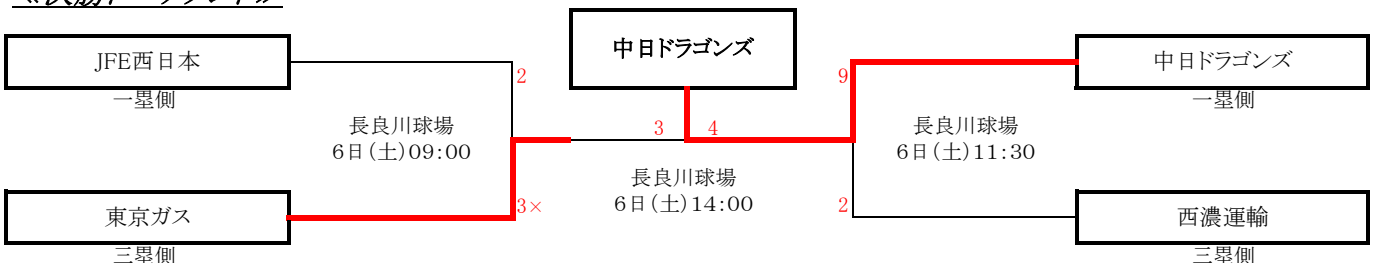 中日ドラゴンズ
JFE西日本
一塁側
2
長良川球場
6日(土)09:00
東京ガス
三塁側
3×
3
4
長良川球場
6日(土)14:00
中日ドラゴンズ
一塁側
9
長良川球場
6日(土)11:30
西濃運輸
三塁側
2